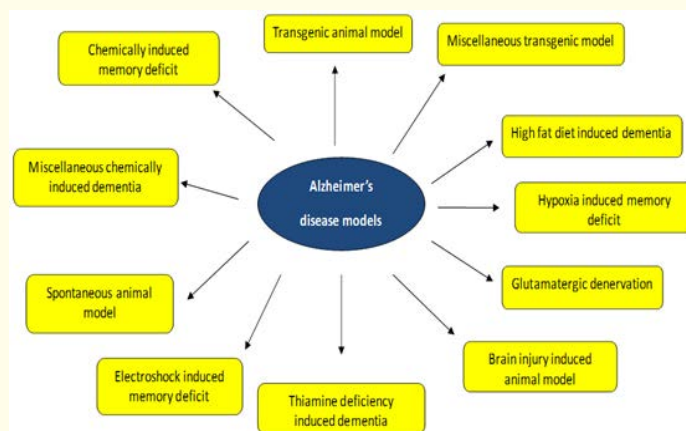 Transgenic animal model
Miscellaneous transgenic model
Chemically induced
memory deficit
High fat diet induced dementia
Miscellaneous chemically
induced dementia
Alzheimer's
disease models
Hypoxia induced memory
deficit
Spontaneous animal
model
Glutamatergic denervation
Electroshock induced
memory deficit
Thiamine deficiency
induced dementia
Brain injury induced
animal model